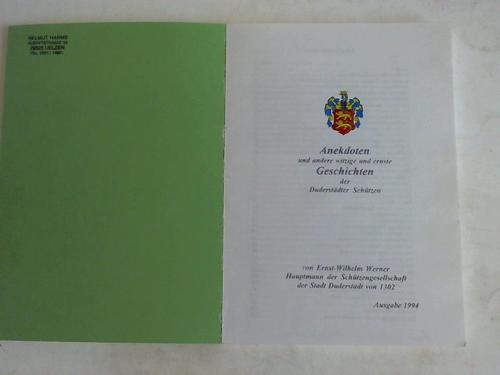 HELMUT HARMS
29525 UELZEN
Anekdoten
und andere witzige und ernste
Geschichten
der
Duderstädter Schützen
von Ernst-Wilhelm Werner
Hauptmann der Schützengesellschaft
der Stadt Duderstadt von 1302
Ausgabe 1994